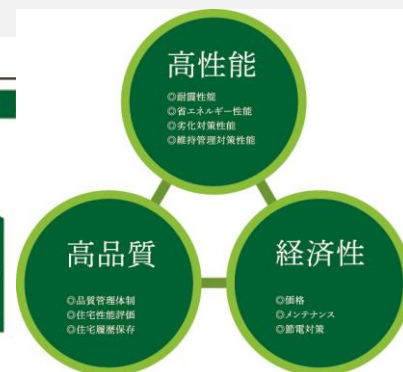 高性能
◎耐震性能
◎省エネルギー性能
◎劣化対策性能
◎維持管理対策性能
高品質
◎品質管理体制
◎住宅性能評価
◎住宅履歴保存
経済性
◎価格
◎メンテナンス
◎節電対策